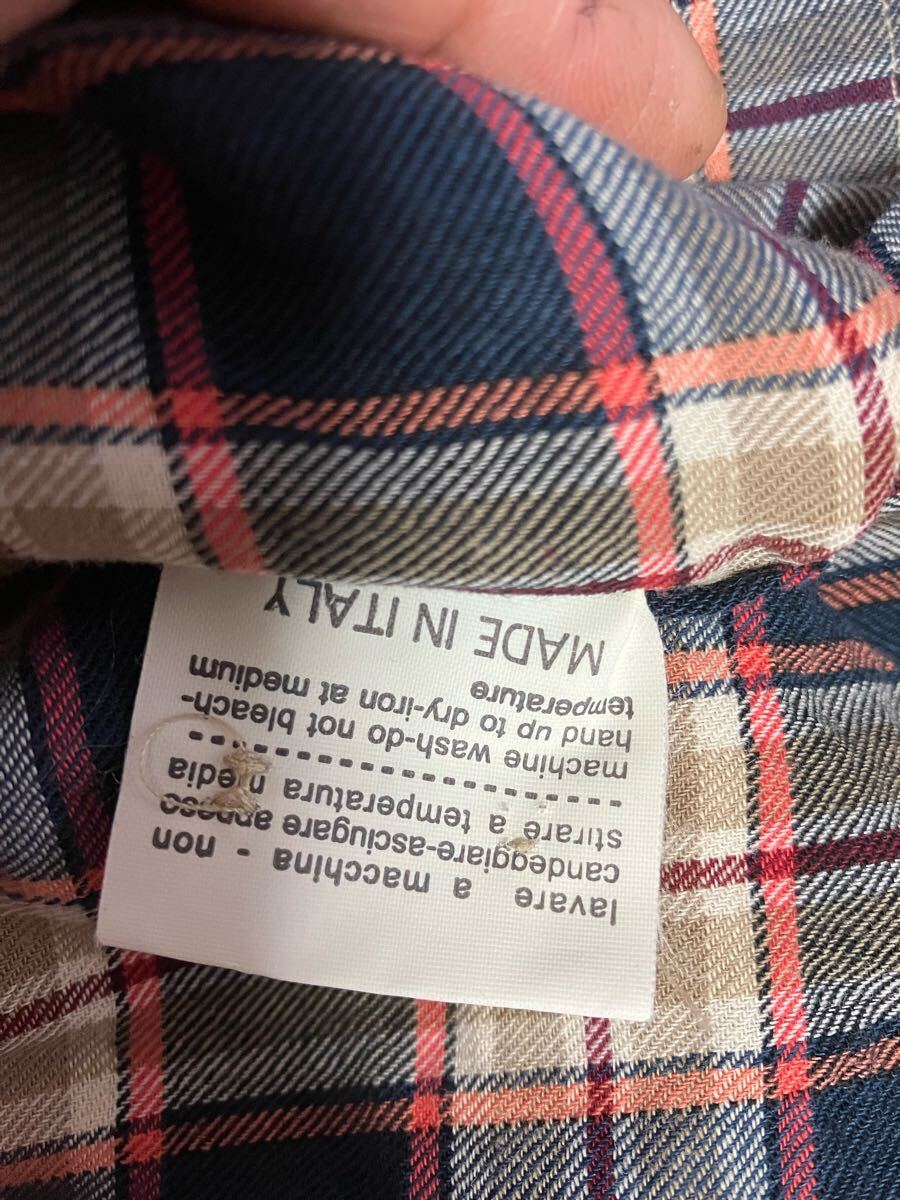 lavare a macchina - non
candeggiare-asciugare appeso
stirare a temperatura media
--------------------
machine wash-do not bleach-
hand up to dry-iron at medium
temperature
MADE IN ITALY